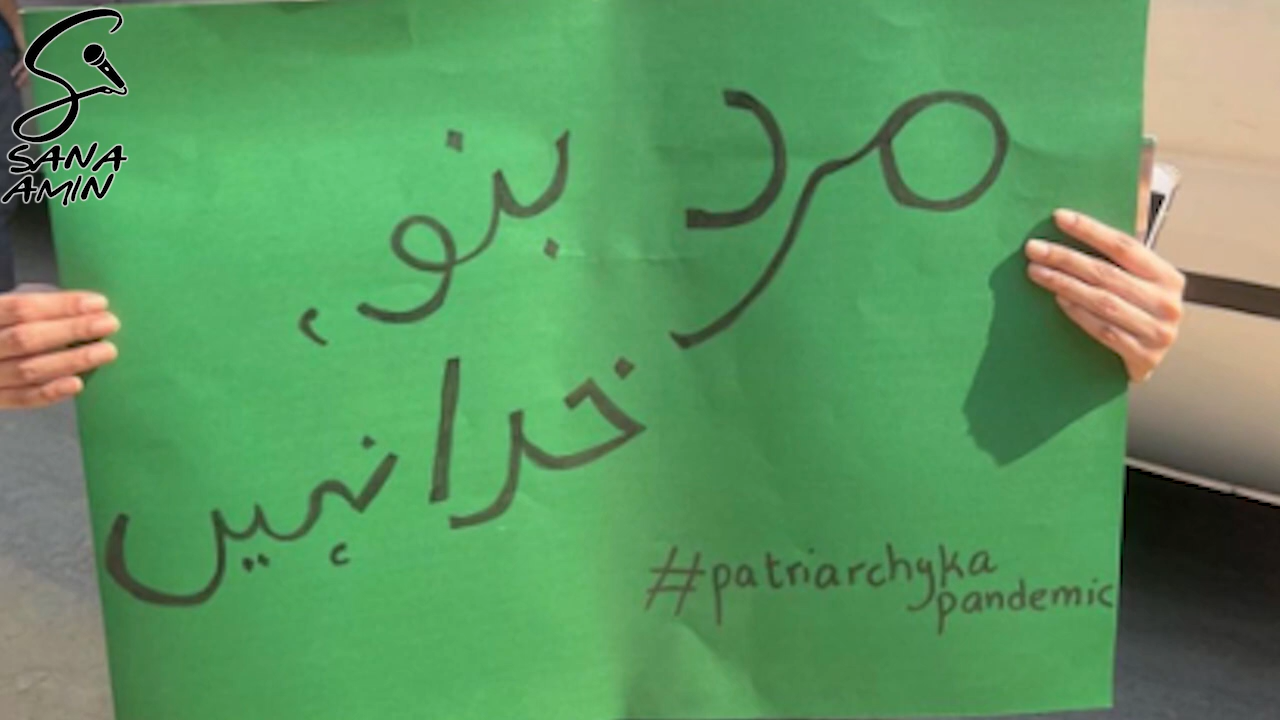 SANA
AMIN
مرد بنو،
خدا نہیں
#patriarchyka
pandemic